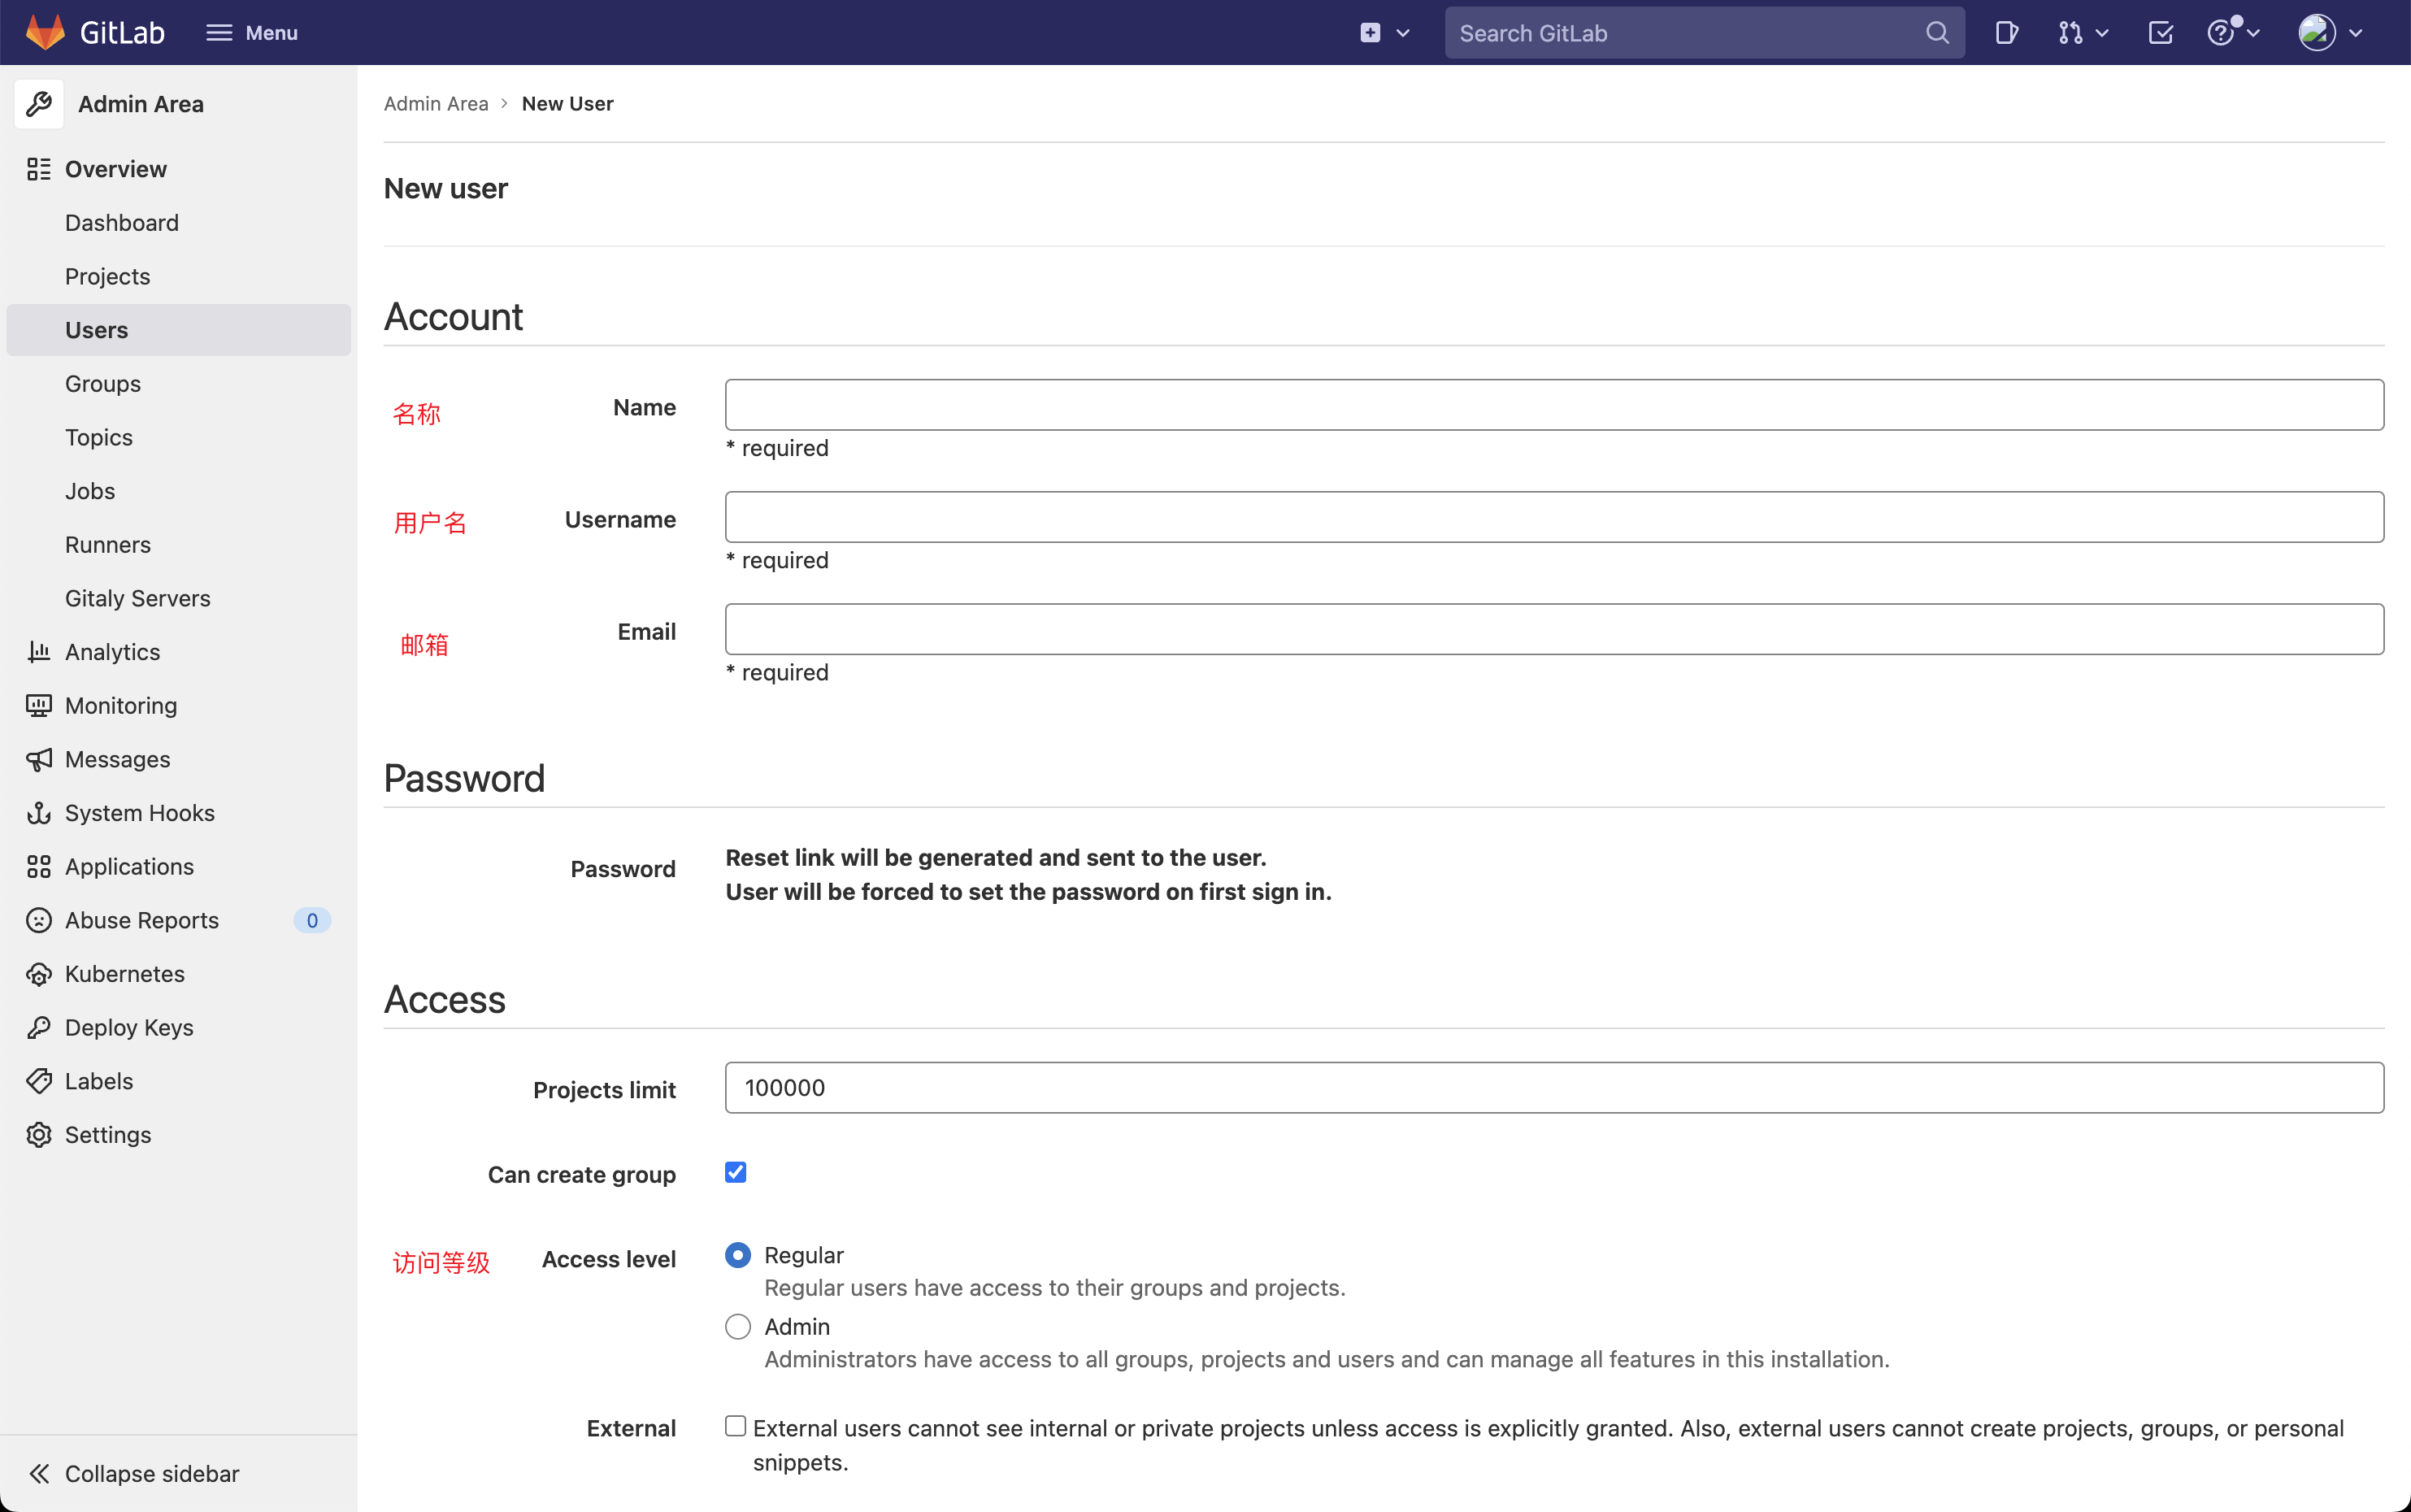 GitLab
Menu
Search GitLab
Admin Area
Overview
Dashboard
Projects
Users
Groups
Topics
Jobs
Runners
Gitaly Servers
Analytics
Monitoring
Messages
System Hooks
Applications
Abuse Reports 0
Kubernetes
Deploy Keys
Labels
Settings
Collapse sidebar
Admin Area > New User
New user
Account
名称 Name
* required
用户名 Username
* required
邮箱 Email
* required
Password
Password Reset link will be generated and sent to the user.
User will be forced to set the password on first sign in.
Access
Projects limit 100000
Can create group
访问等级 Access level Regular
Regular users have access to their groups and projects.
Admin
Administrators have access to all groups, projects and users and can manage all features in this installation.
External External users cannot see internal or private projects unless access is explicitly granted. Also, external users cannot create projects, groups, or personal
snippets.